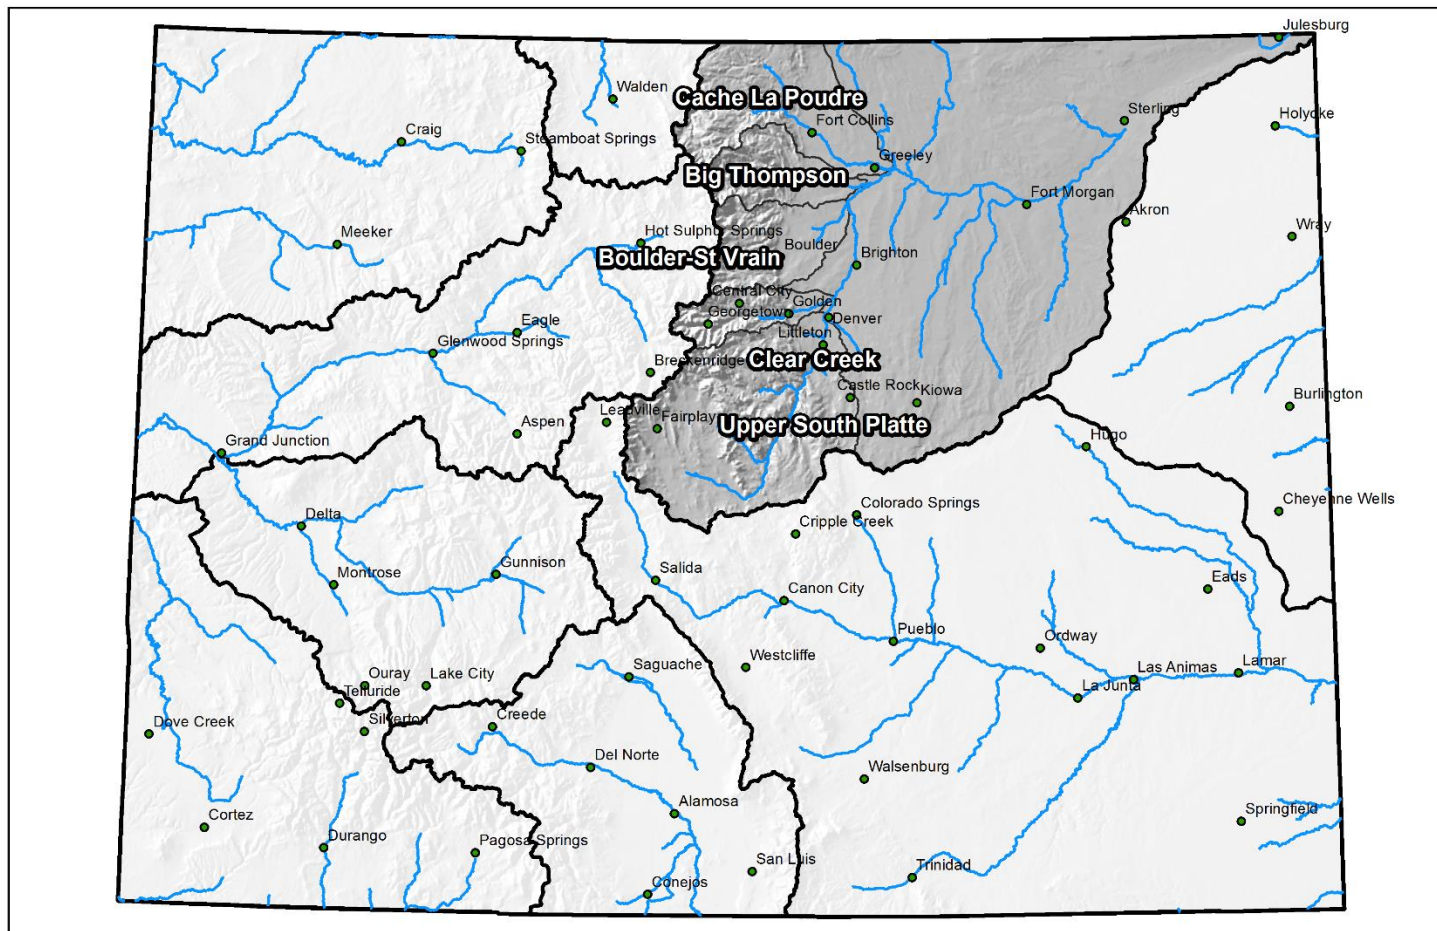 Julesburg
Walden
Cache La Poudre
Sterling
Holyoke
Craig
Fort Collins
Steamboat Springs
Greeley
Big Thompson
Fort Morgan
Akron
Meeker
Hot Sulphur Springs
Boulder
Wray
Boulder-St Vrain
Brighton
Central City
Golden
Georgetown
Denver
Eagle
Littleton
Glenwood Springs
Breckenridge
Clear Creek
Castle Rock
Kiowa
Burlington
Leadville
Fairplay
Upper South Platte
Aspen
Hugo
Grand Junction
Cheyenne Wells
Colorado Springs
Delta
Cripple Creek
Gunnison
Salida
Montrose
Eads
Canon City
Pueblo
Ordway
Westcliffe
Las Animas
Lamar
Saguache
Ouray
Lake City
La Junta
Telluride
Silverton
Creede
Dove Creek
Del Norte
Walsenburg
Alamosa
Springfield
Cortez
Durango
Pagosa Springs
San Luis
Trinidad
Conejos